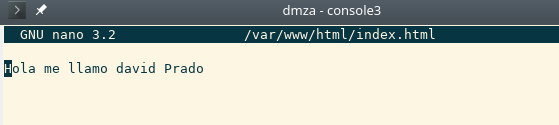 dmza - console3
GNU nano 3.2 /var/www/html/index.html
Hola me llamo david Prado